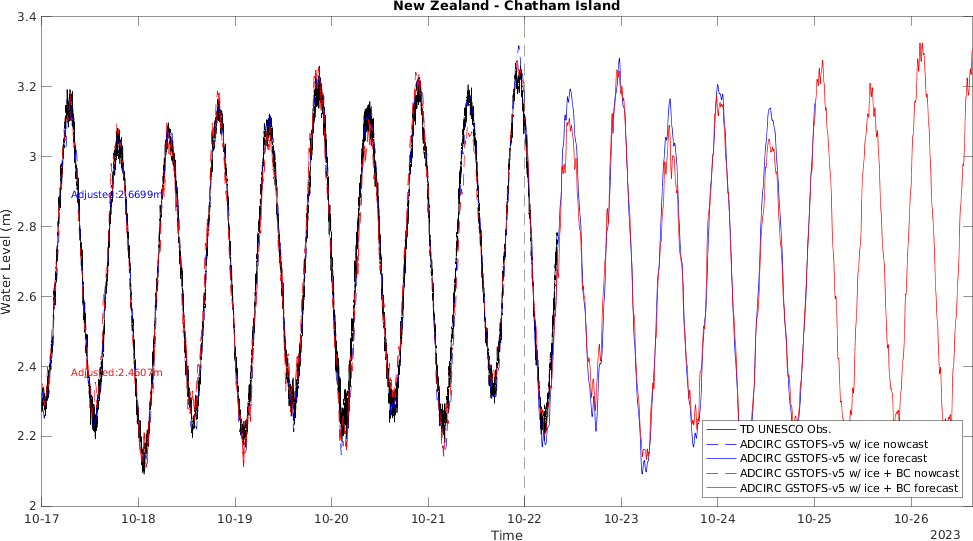 New Zealand - Chatham Island
3.4
3.2
3
2.8
2.6
2.4
2.2
2
Water Level (m)
Adjusted:2.6699m
Adjusted:2.4607m
TD UNESCO Obs.
ADCIRC GSTOFS-v5 w/ ice nowcast
ADCIRC GSTOFS-v5 w/ ice forecast
ADCIRC GSTOFS-v5 w/ ice + BC nowcast
ADCIRC GSTOFS-v5 w/ ice + BC forecast
10-17 10-18 10-19 10-20 10-21 10-22 10-23 10-24 10-25 10-26
Time
2023